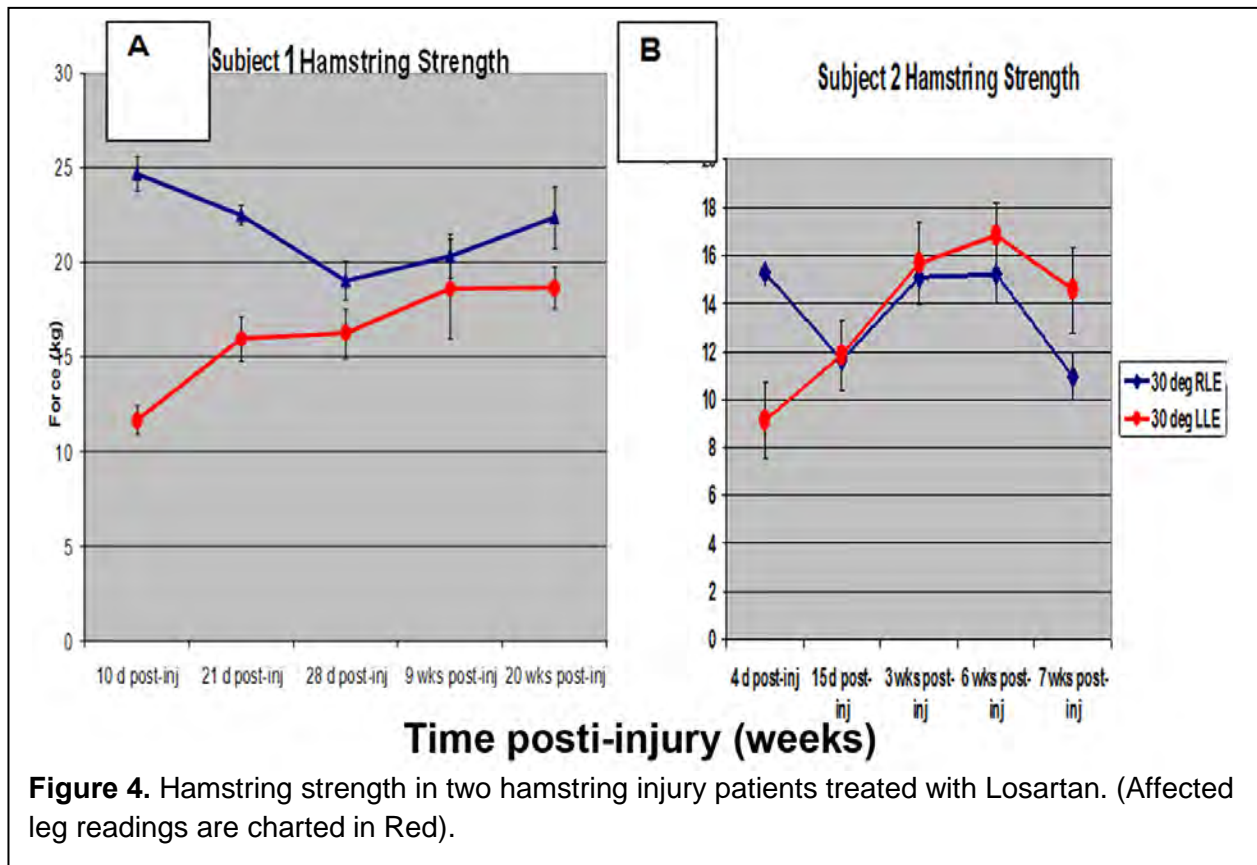 A
Subject 1 Hamstring Strength
30
25
20
15
10
5
0
Force (kg)
10 d post-inj 21 d post-inj 28 d post-inj 9 wks post-inj 20 wks post-inj
B
Subject 2 Hamstring Strength
18
16
14
12
10
8
6
4
2
0
4 d post-inj 15 d post-inj 3 wks post-inj 6 wks post-inj 7 wks post-inj
30 deg RLE
30 deg LLE
Time posti-injury (weeks)
Figure 4. Hamstring strength in two hamstring injury patients treated with Losartan. (Affected
leg readings are charted in Red).